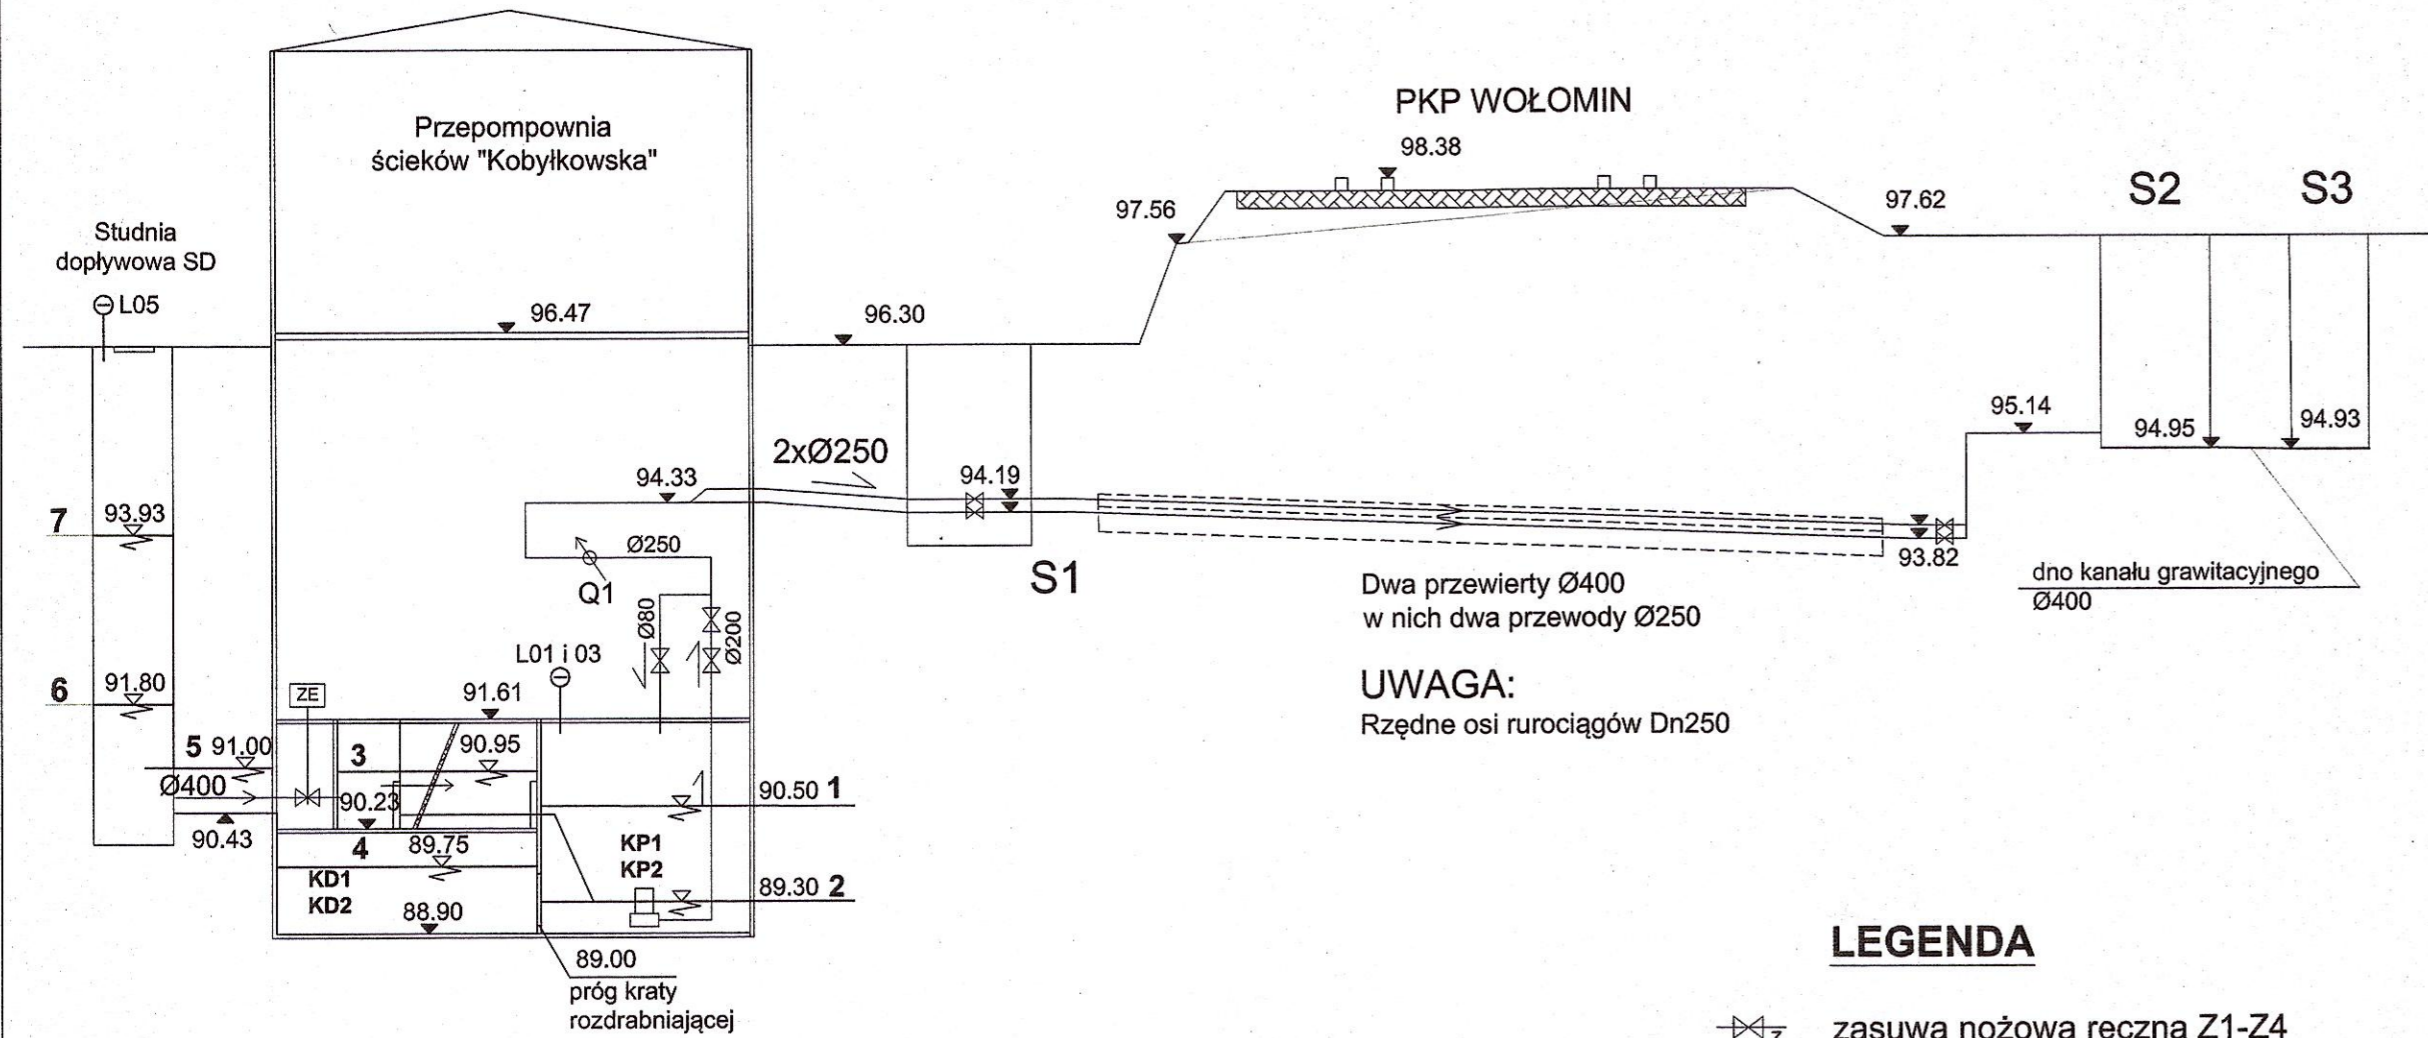 Przepompownia
ścieków "Kobyłkowska"
PKP WOŁOMIN
98.38
97.56
97.62
S2
S3
Studnia
dopływowa SD
L05
96.47
96.30
95.14
94.95
94.93
2xØ250
94.33
94.19
7
93.93
Ø250
Q1
S1
93.82
Dwa przewierty Ø400
w nich dwa przewody Ø250
dno kanału grawitacyjnego
Ø400
Ø80
Ø200
L01 i 03
6
91.80
ZE
91.61
UWAGA:
Rzędne osi rurociągów Dn250
5 91.00
3
90.95
Ø400
90.23
90.50 1
90.43
4
89.75
KP1
KP2
KD1
KD2
89.30 2
88.90
89.00
próg kraty
rozdrabniającej
LEGENDA
zasuwa nożowa ręczna Z1-Z4